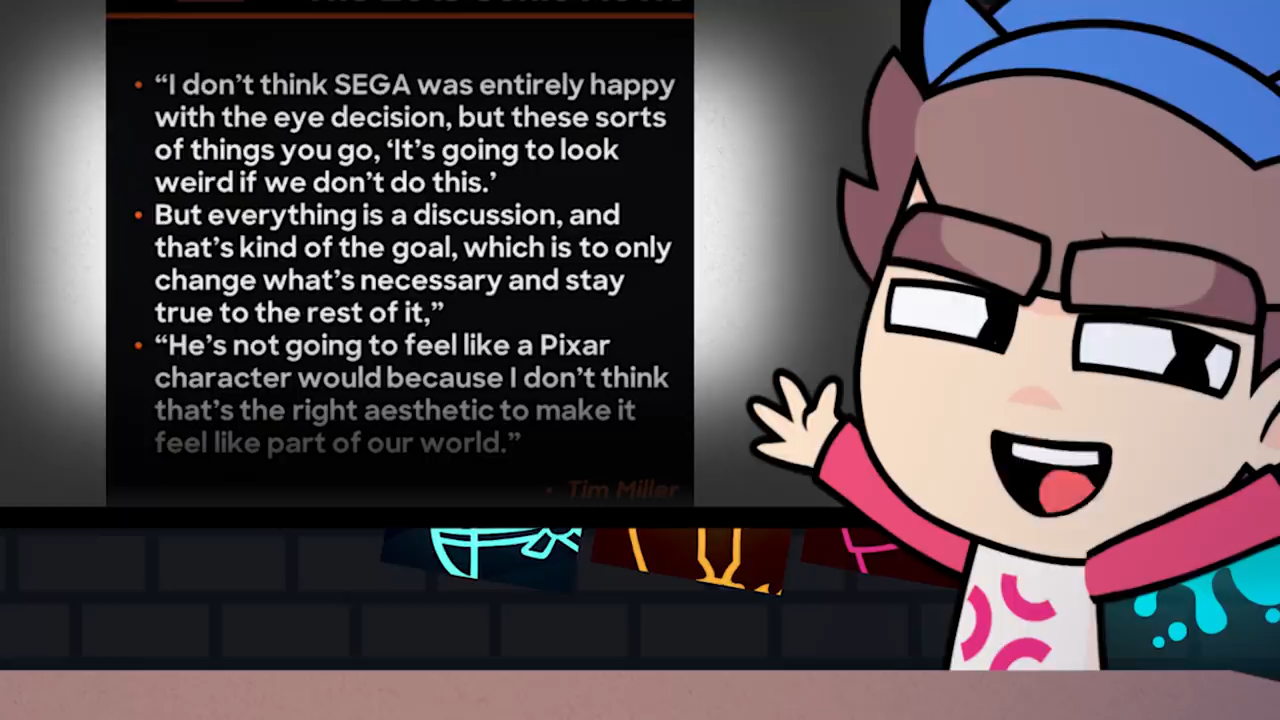 • “I don’t think SEGA was entirely happy
with the eye decision, but these sorts
of things you go, ‘It’s going to look
weird if we don’t do this.’
• But everything is a discussion, and
that’s kind of the goal, which is to only
change what’s necessary and stay
true to the rest of it,”
• “He’s not going to feel like a Pixar
character would because I don’t think
that’s the right aesthetic to make it
feel like part of our world.”
• Tim Miller